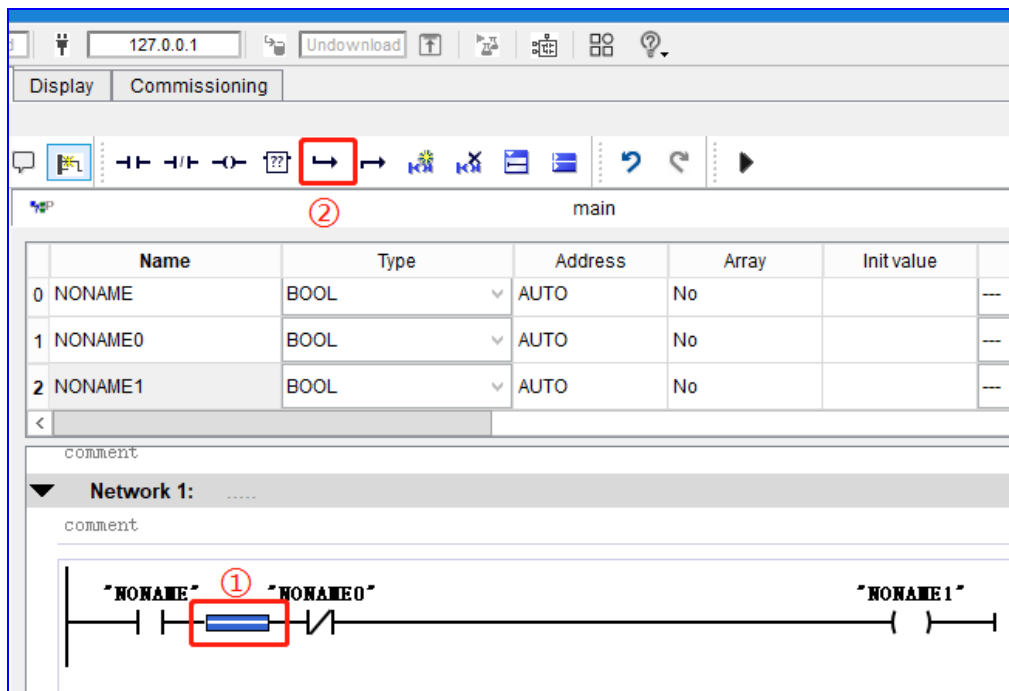 127.0.0.1 Undownload
Display Commissioning
??
②
main
Name Type Address Array Init value
0 NONAME BOOL AUTO No ---
1 NONAME0 BOOL AUTO No ---
2 NONAME1 BOOL AUTO No ---
comment
Network 1: .....
comment
①
"NONAME" "NONAME0" "NONAME1"